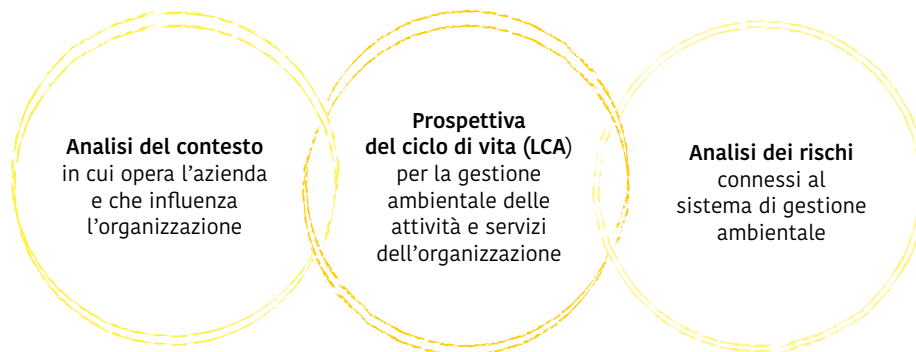 Analisi del contesto
in cui opera l’azienda
e che influenza
l’organizzazione
Prospettiva
del ciclo di vita (LCA)
per la gestione
ambientale delle
attività e servizi
dell’organizzazione
Analisi dei rischi
connessi al
sistema di gestione
ambientale